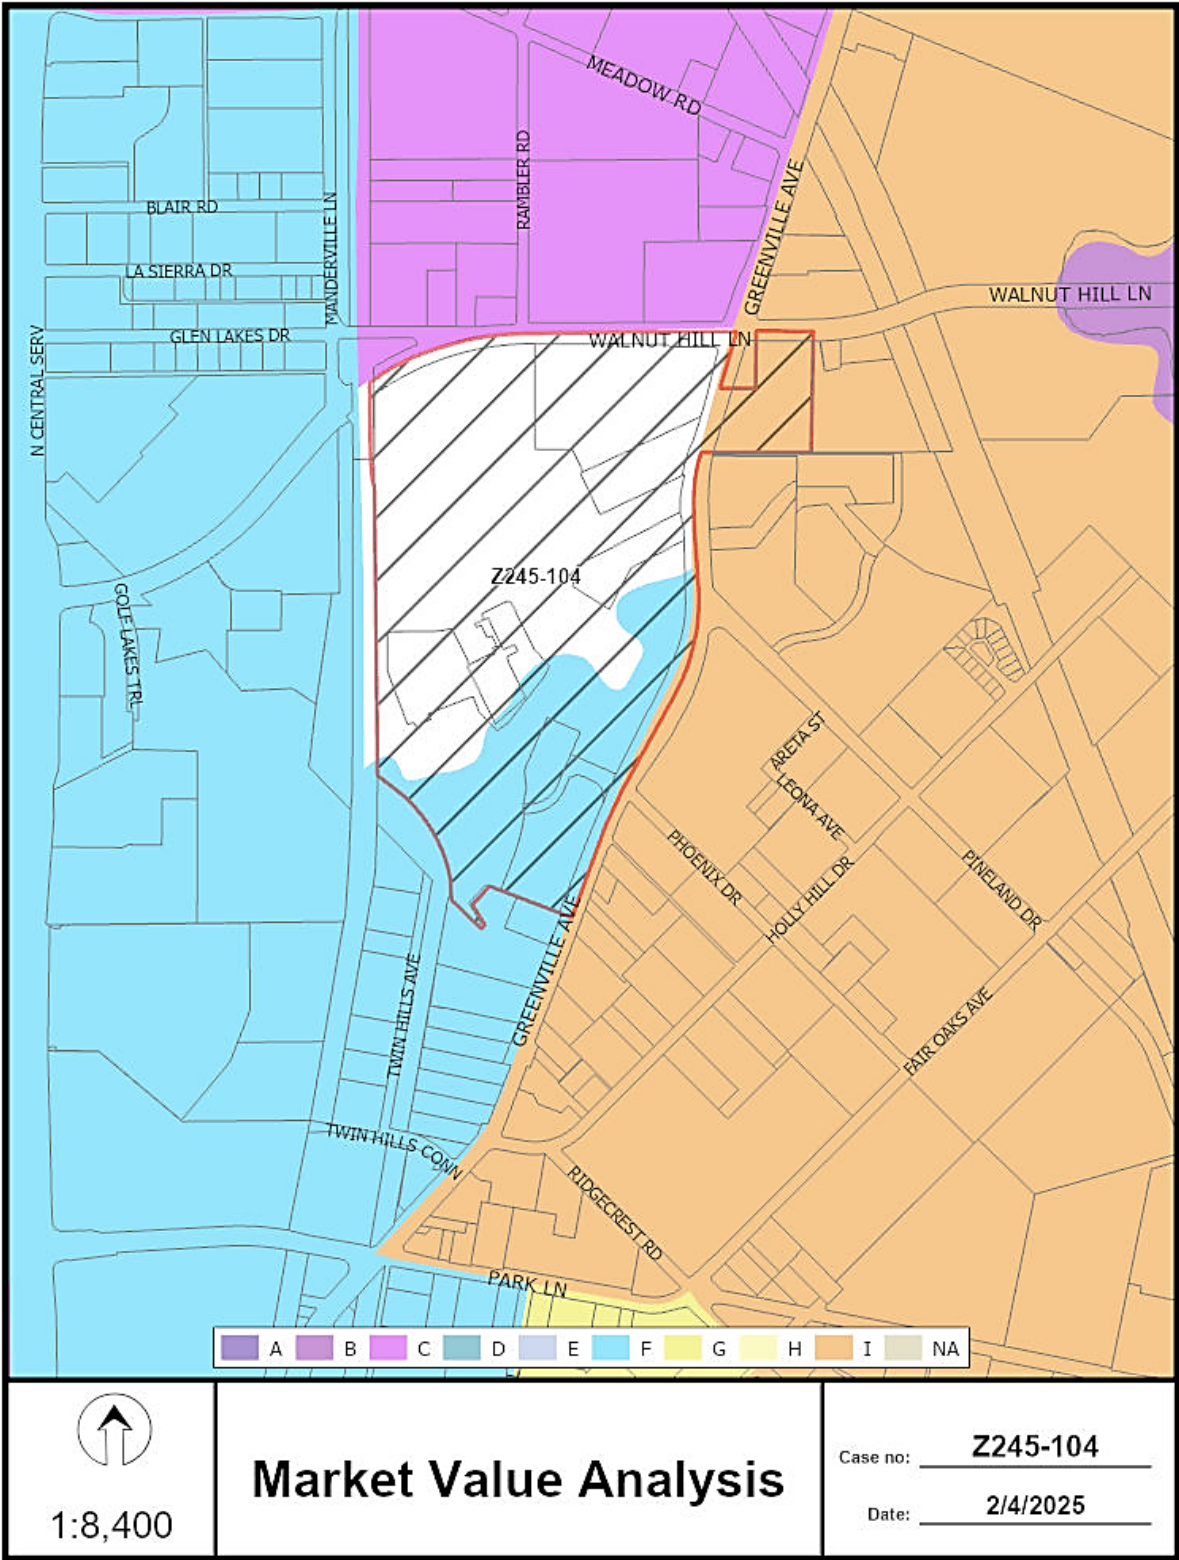 MEADOW RD
RAMBLER RD
GREENVILLE AVE
BLAIR RD
MANDERVILLE LN
LA SIERRA DR
WALNUT HILL LN
GLEN LAKES DR
WALNUT HILL LN
N CENTRAL SERV
Z245-104
GOLF LAKES TRL
ARETA ST
LEONA AVE
PHOENIX DR
HOLLY HILL DR
PINELAND DR
GREENVILLE AVE
TWIN HILLS AVE
FAIR OAKS AVE
TWIN HILLS CONN
RIDGECREST RD
PARK LN
A B C D E F G H I NA
1:8,400
Market Value Analysis
Case no: Z245-104
Date: 2/4/2025